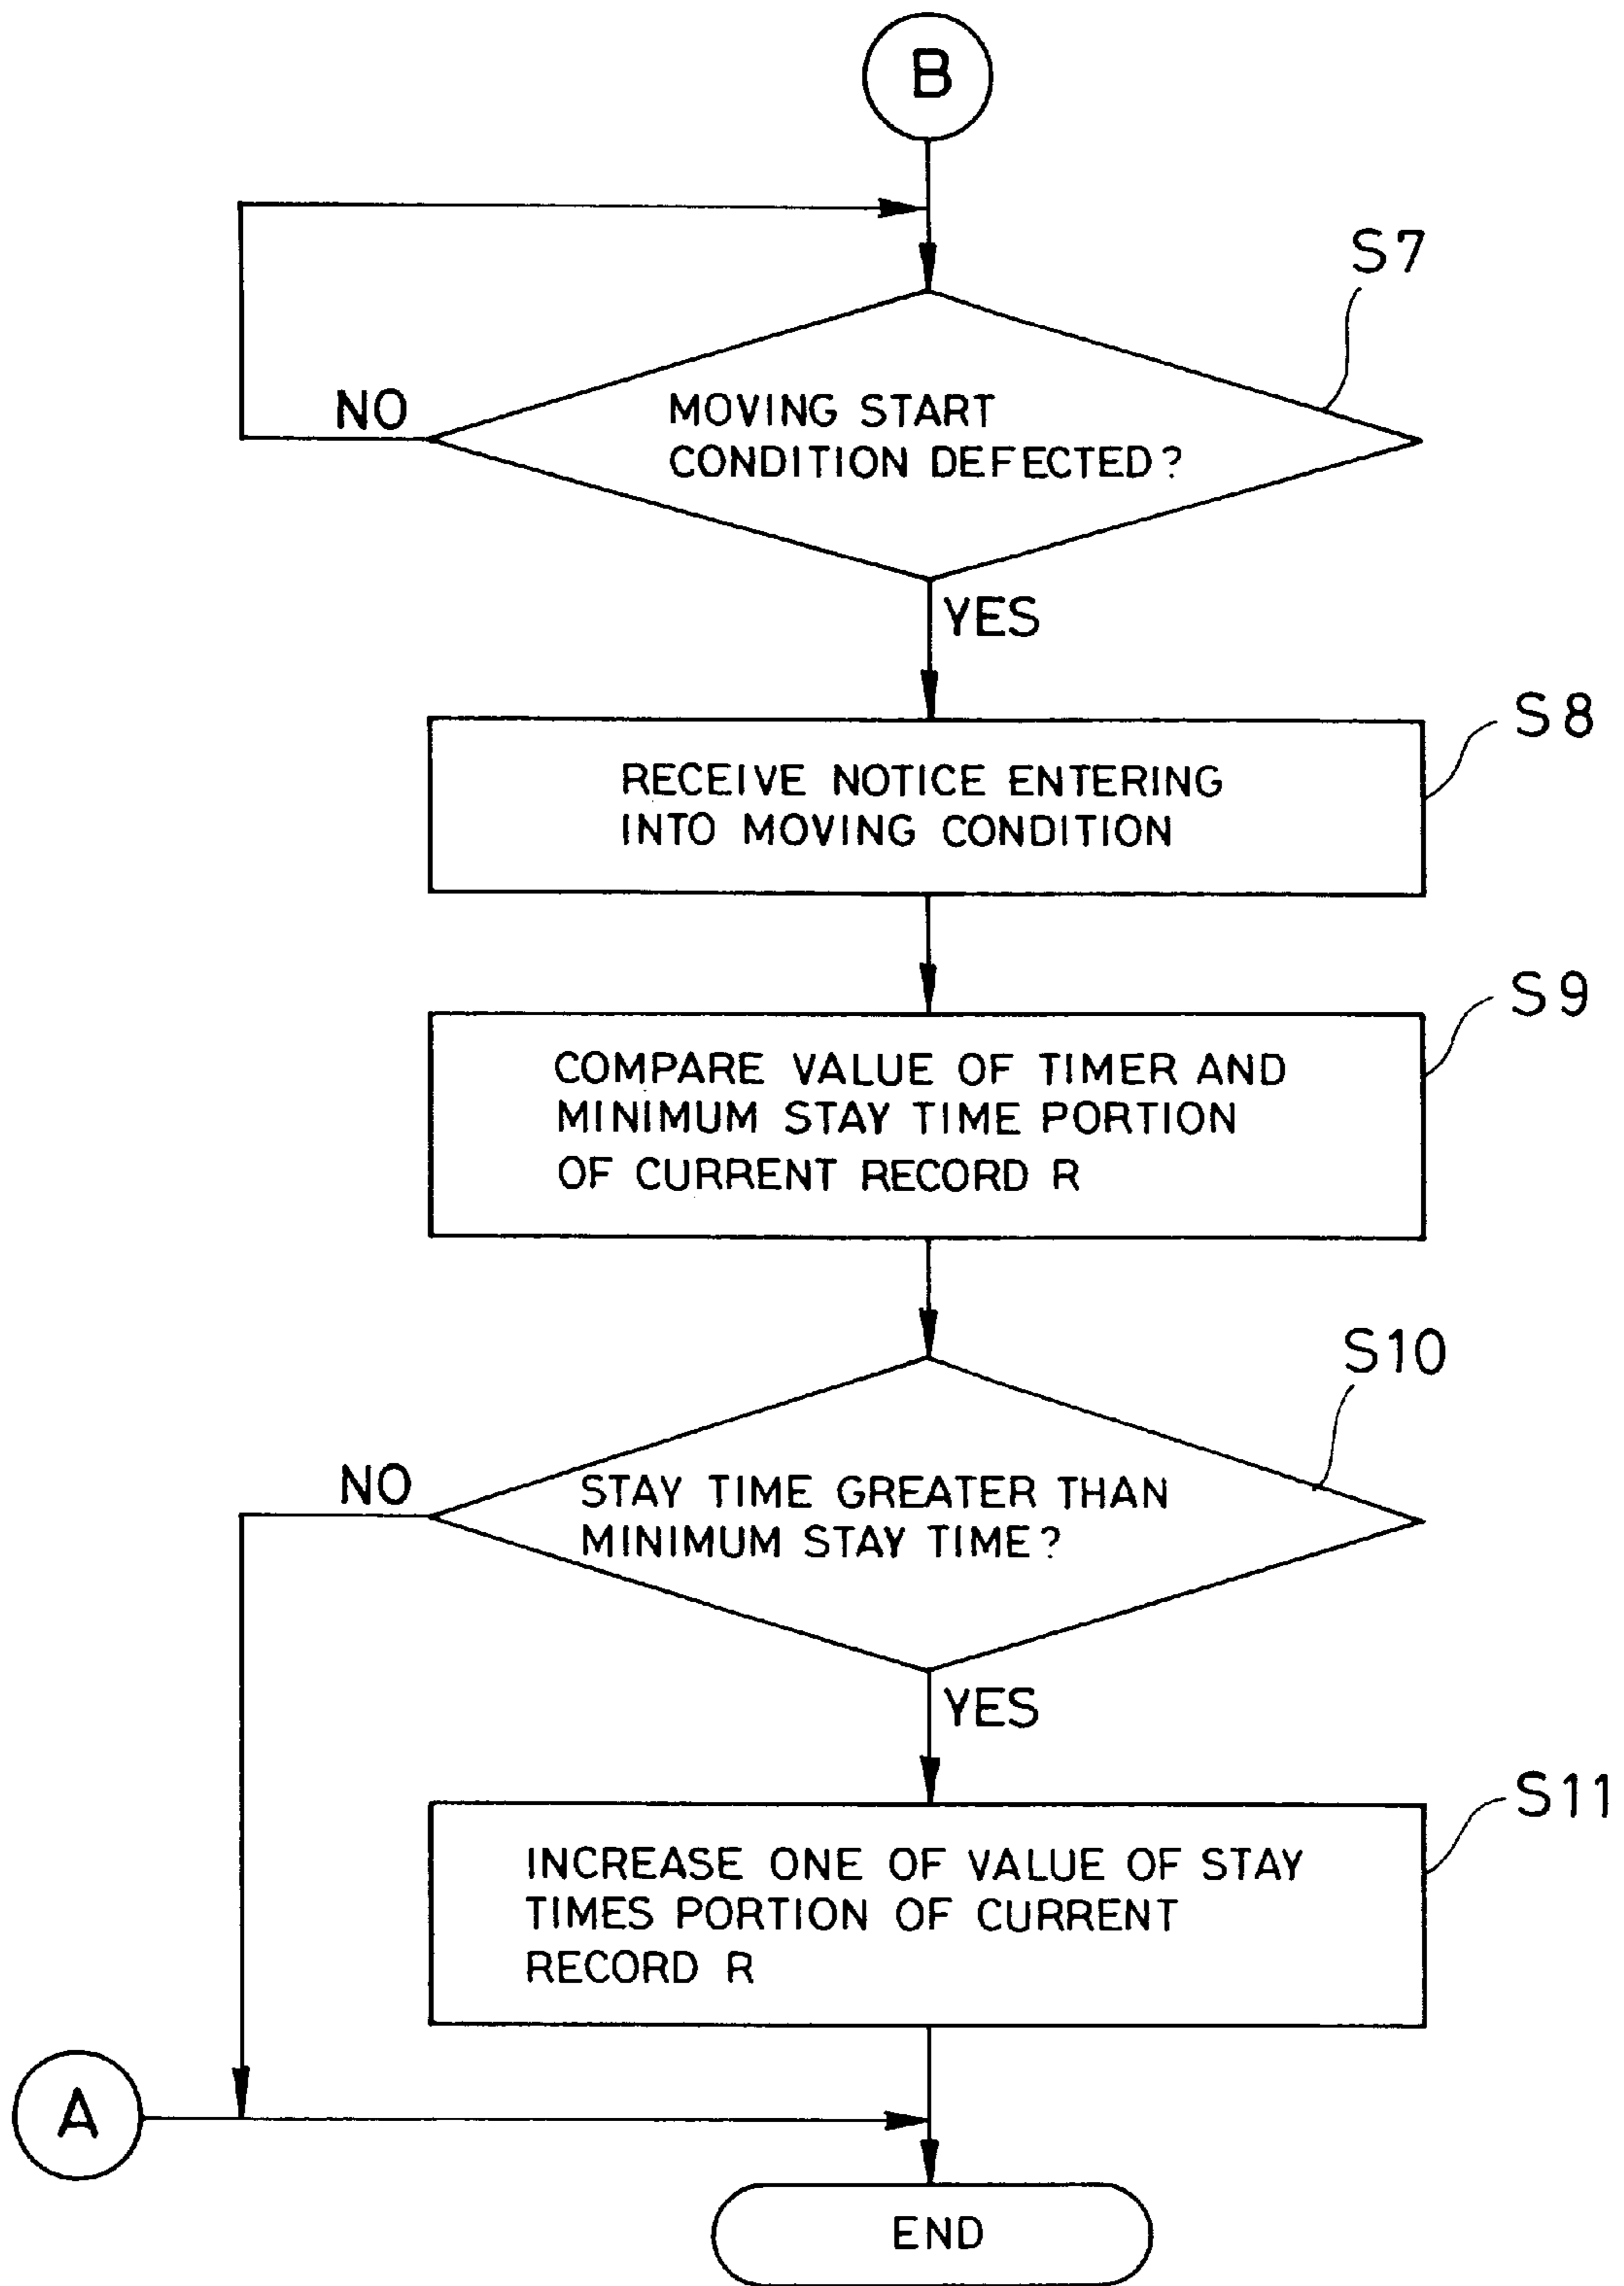 B
S7
NO
MOVING START
CONDITION DEFECTED?
YES
S8
RECEIVE NOTICE ENTERING
INTO MOVING CONDITION
S9
COMPARE VALUE OF TIMER AND
MINIMUM STAY TIME PORTION
OF CURRENT RECORD R
S10
NO
STAY TIME GREATER THAN
MINIMUM STAY TIME?
YES
S11
INCREASE ONE OF VALUE OF STAY
TIMES PORTION OF CURRENT
RECORD R
A
END